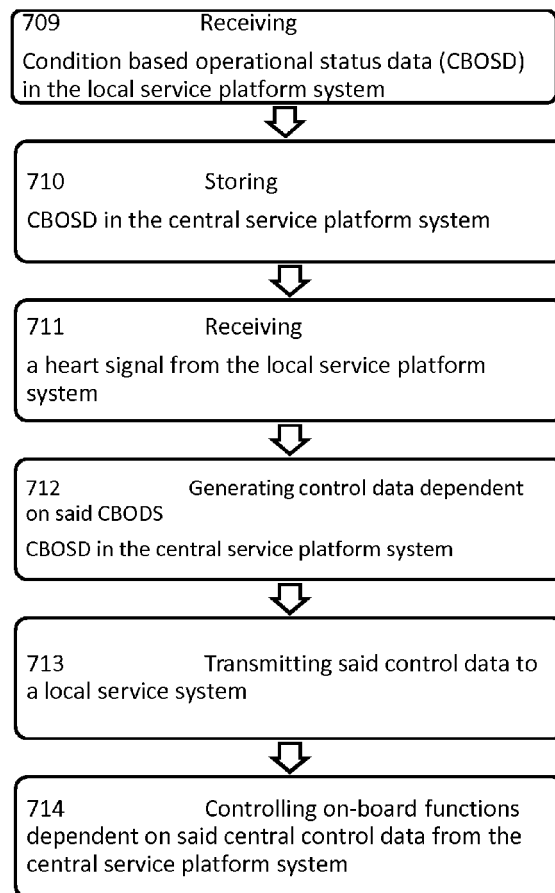 709 Receiving
Condition based operational status data (CBOSD)
in the local service platform system
710 Storing
CBOSD in the central service platform system
711 Receiving
a heart signal from the local service platform
system
712 Generating control data dependent
on said CBODS
CBOSD in the central service platform system
713 Transmitting said control data to
a local service system
714 Controlling on-board functions
dependent on said central control data from the
central service platform system